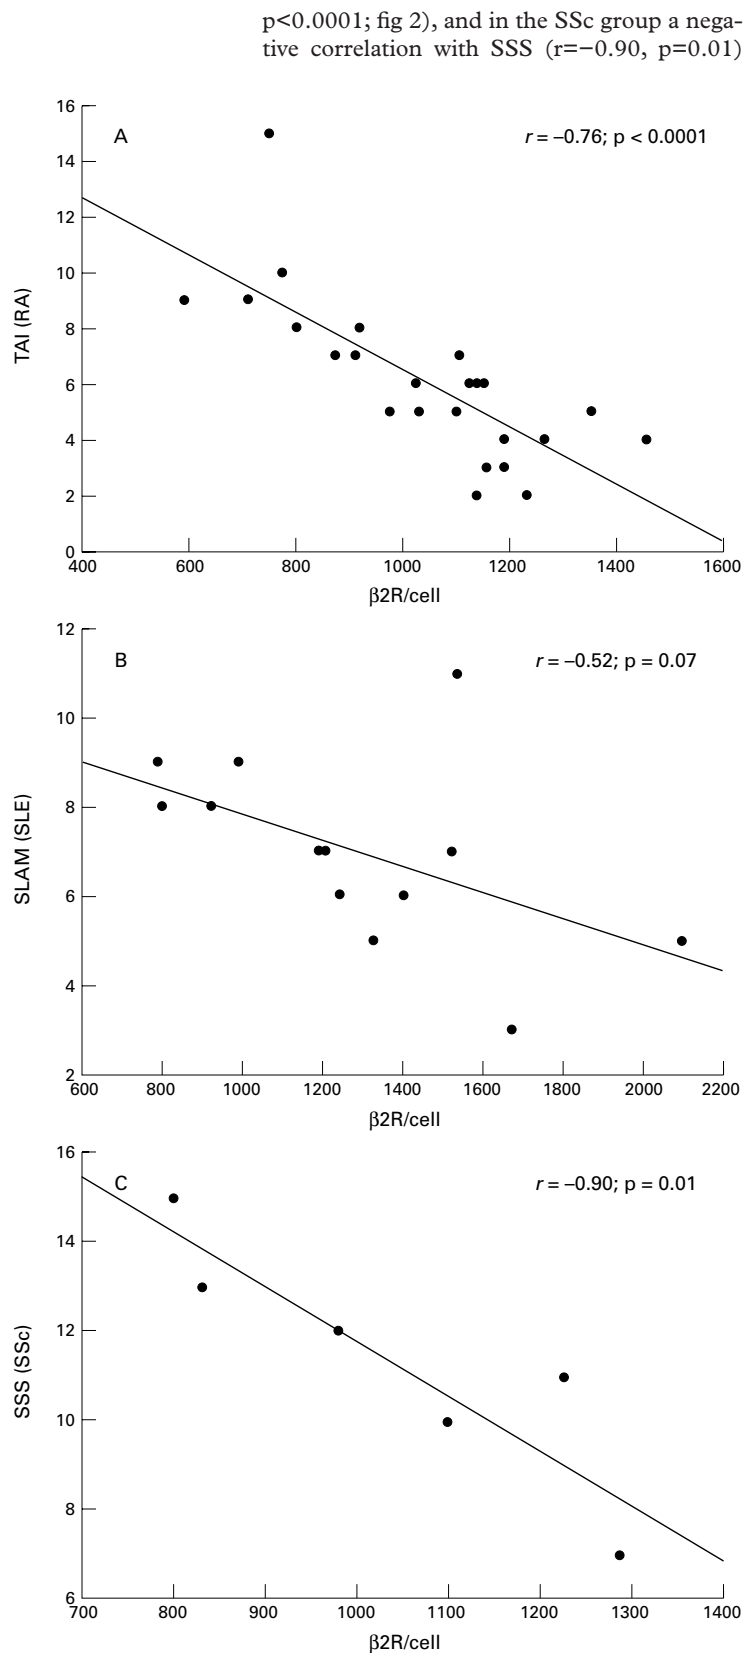 p<0.0001; fig 2), and in the SSc group a nega-
tive correlation with SSS (r=−0.90, p=0.01)
16
A
r = –0.76; p < 0.0001
14
12
10
8
6
4
2
0
TAI (RA)
400 600 800 1000 1200 1400 1600
β2R/cell
12
B
r = –0.52; p = 0.07
10
8
6
4
2
SLAM (SLE)
600 800 1000 1200 1400 1600 1800 2000 2200
β2R/cell
16
C
r = –0.90; p = 0.01
14
12
10
8
6
SSS (SSc)
700 800 900 1000 1100 1200 1300 1400
β2R/cell